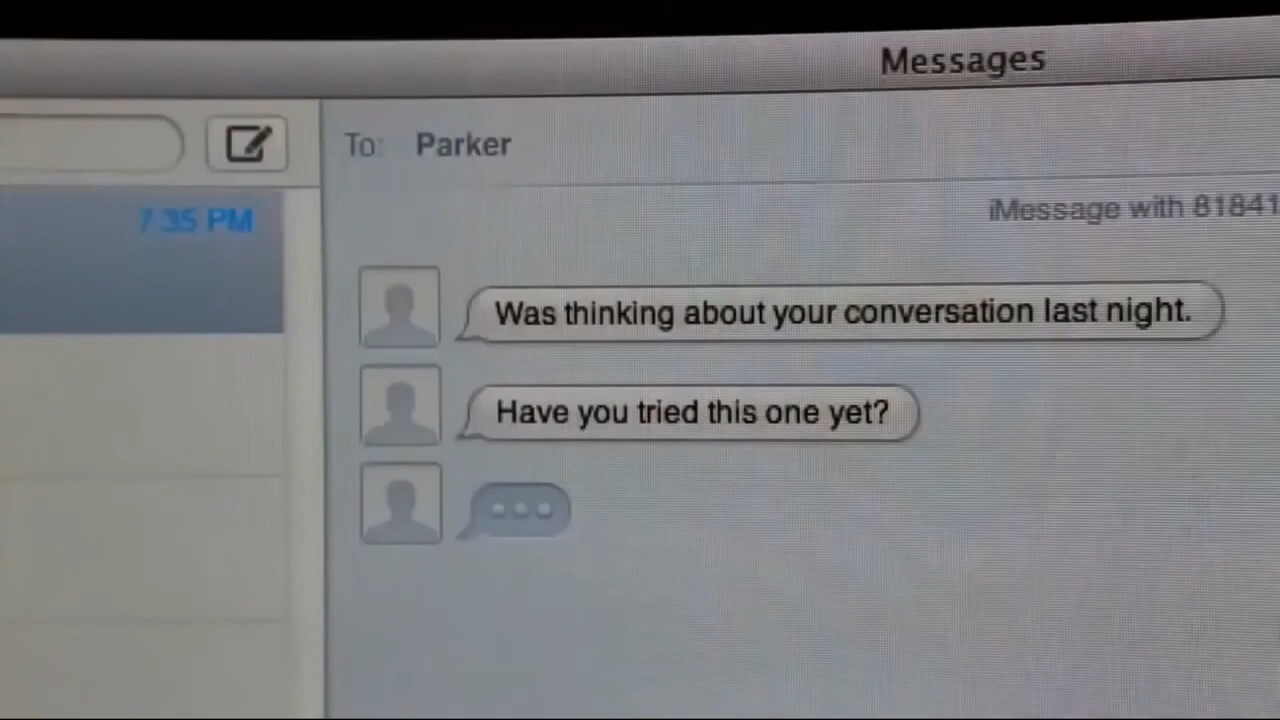 Messages
To: Parker
7:35 PM
iMessage with 81841
Was thinking about your conversation last night.
Have you tried this one yet?